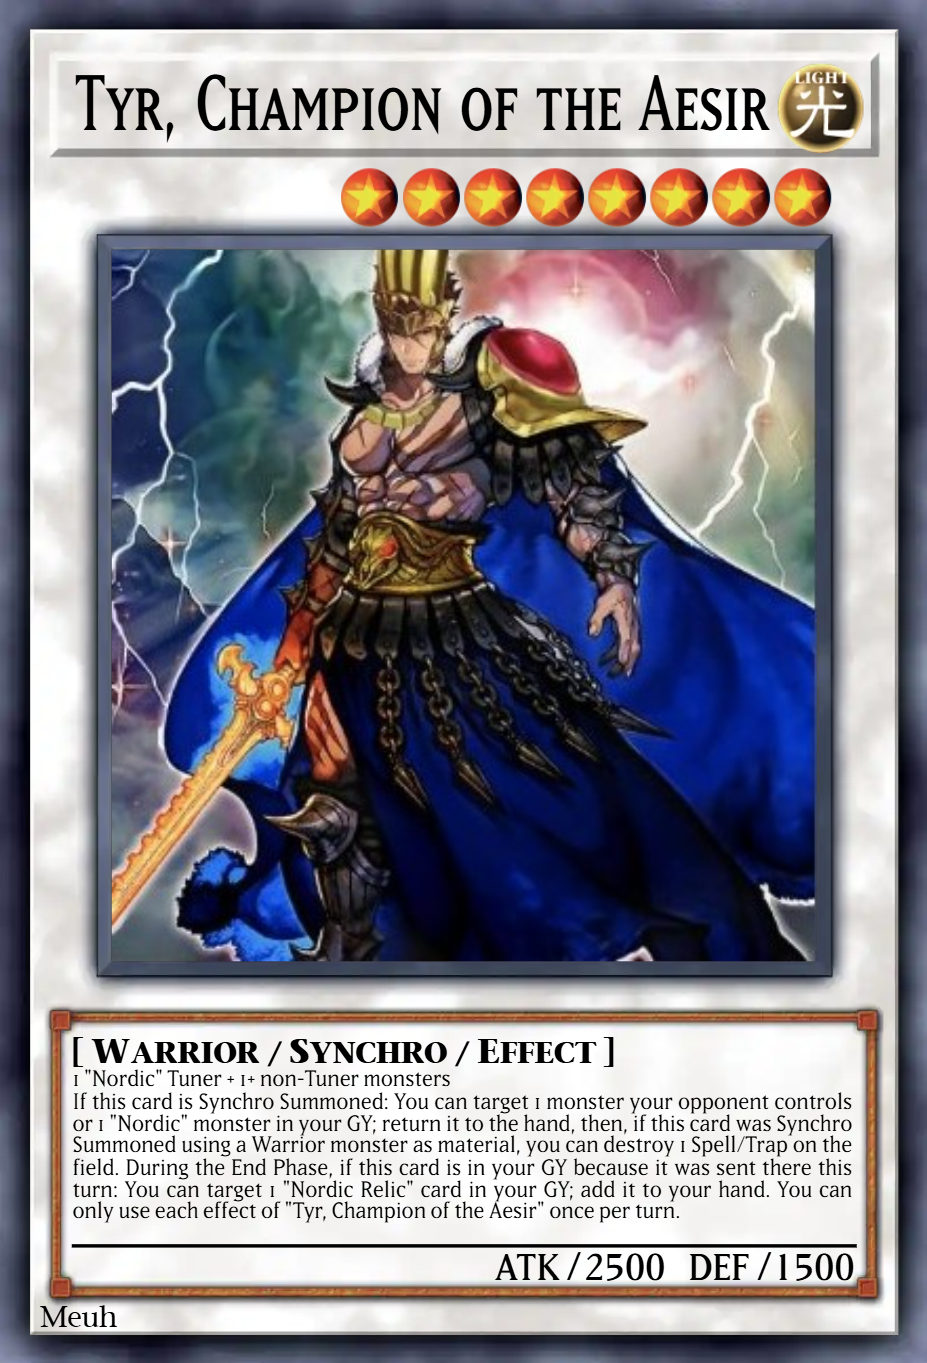 Tyr, Champion of the Aesir
LIGHT
光
[ Warrior / Synchro / Effect ]
1 "Nordic" Tuner + 1+ non-Tuner monsters
If this card is Synchro Summoned: You can target 1 monster your opponent controls
or 1 "Nordic" monster in your GY; return it to the hand, then, if this card was Synchro
Summoned using a Warrior monster as material, you can destroy 1 Spell/Trap on the
field. During the End Phase, if this card is in your GY because it was sent there this
turn: You can target 1 "Nordic Relic" card in your GY; add it to your hand. You can
only use each effect of "Tyr, Champion of the Aesir" once per turn.
ATK / 2500 DEF / 1500
Meuh